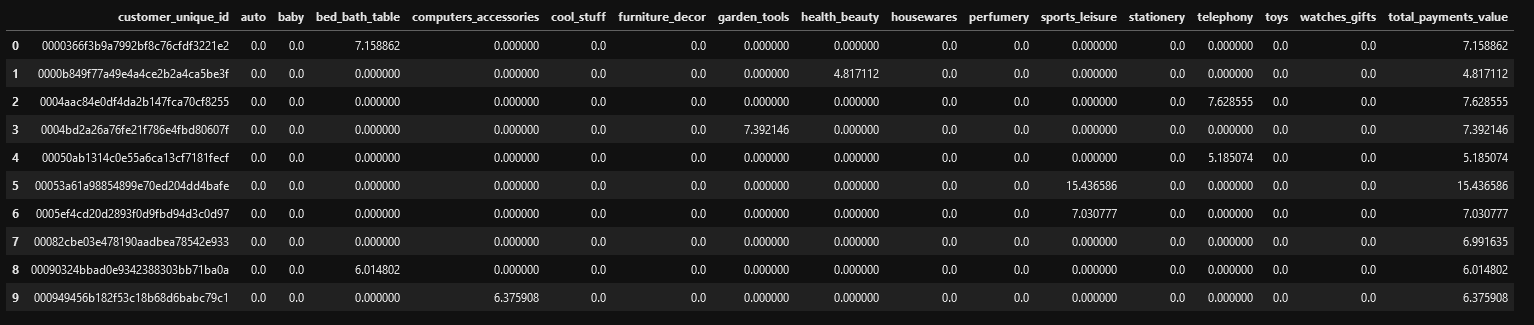 customer_unique_id auto baby bed_bath_table computers_accessories cool_stuff furniture_decor garden_tools health_beauty housewares perfumery sports_leisure stationery telephony toys watches_gifts total_payments_value
0 0000366f3b9a7992bf8c76cfdf3221e2 0.0 0.0 7.158862 0.000000 0.0 0.0 0.000000 0.000000 0.0 0.0 0.000000 0.0 0.000000 0.0 0.0 7.158862
1 0000b849f77a49e4a4ce2b2a4ca5be3f 0.0 0.0 0.000000 0.000000 0.0 0.0 0.000000 4.817112 0.0 0.0 0.000000 0.0 0.000000 0.0 0.0 4.817112
2 0004aac84e0df4da2b147fca70cf8255 0.0 0.0 0.000000 0.000000 0.0 0.0 0.000000 0.000000 0.0 0.0 0.000000 0.0 7.628555 0.0 0.0 7.628555
3 0004bd2a26a76fe21f786e4fbd80607f 0.0 0.0 0.000000 0.000000 0.0 0.0 7.392146 0.000000 0.0 0.0 0.000000 0.0 0.000000 0.0 0.0 7.392146
4 00050ab1314c0e55a6ca13cf7181fecf 0.0 0.0 0.000000 0.000000 0.0 0.0 0.000000 0.000000 0.0 0.0 0.000000 0.0 5.185074 0.0 0.0 5.185074
5 00053a61a98854899e70ed204dd4bafe 0.0 0.0 0.000000 0.000000 0.0 0.0 0.000000 0.000000 0.0 0.0 15.436586 0.0 0.000000 0.0 0.0 15.436586
6 0005ef4cd20d2893f0d9fbd94d3c0d97 0.0 0.0 0.000000 0.000000 0.0 0.0 0.000000 0.000000 0.0 0.0 7.030777 0.0 0.000000 0.0 0.0 7.030777
7 00082cbe03e478190aadbea78542e933 0.0 0.0 0.000000 0.000000 0.0 0.0 0.000000 0.000000 0.0 0.0 0.000000 0.0 0.000000 0.0 0.0 6.991635
8 00090324bbad0e9342388303bb71ba0a 0.0 0.0 6.014802 0.000000 0.0 0.0 0.000000 0.000000 0.0 0.0 0.000000 0.0 0.000000 0.0 0.0 6.014802
9 000949456b182f53c18b68d6babc79c1 0.0 0.0 0.000000 6.375908 0.0 0.0 0.000000 0.000000 0.0 0.0 0.000000 0.0 0.000000 0.0 0.0 6.375908